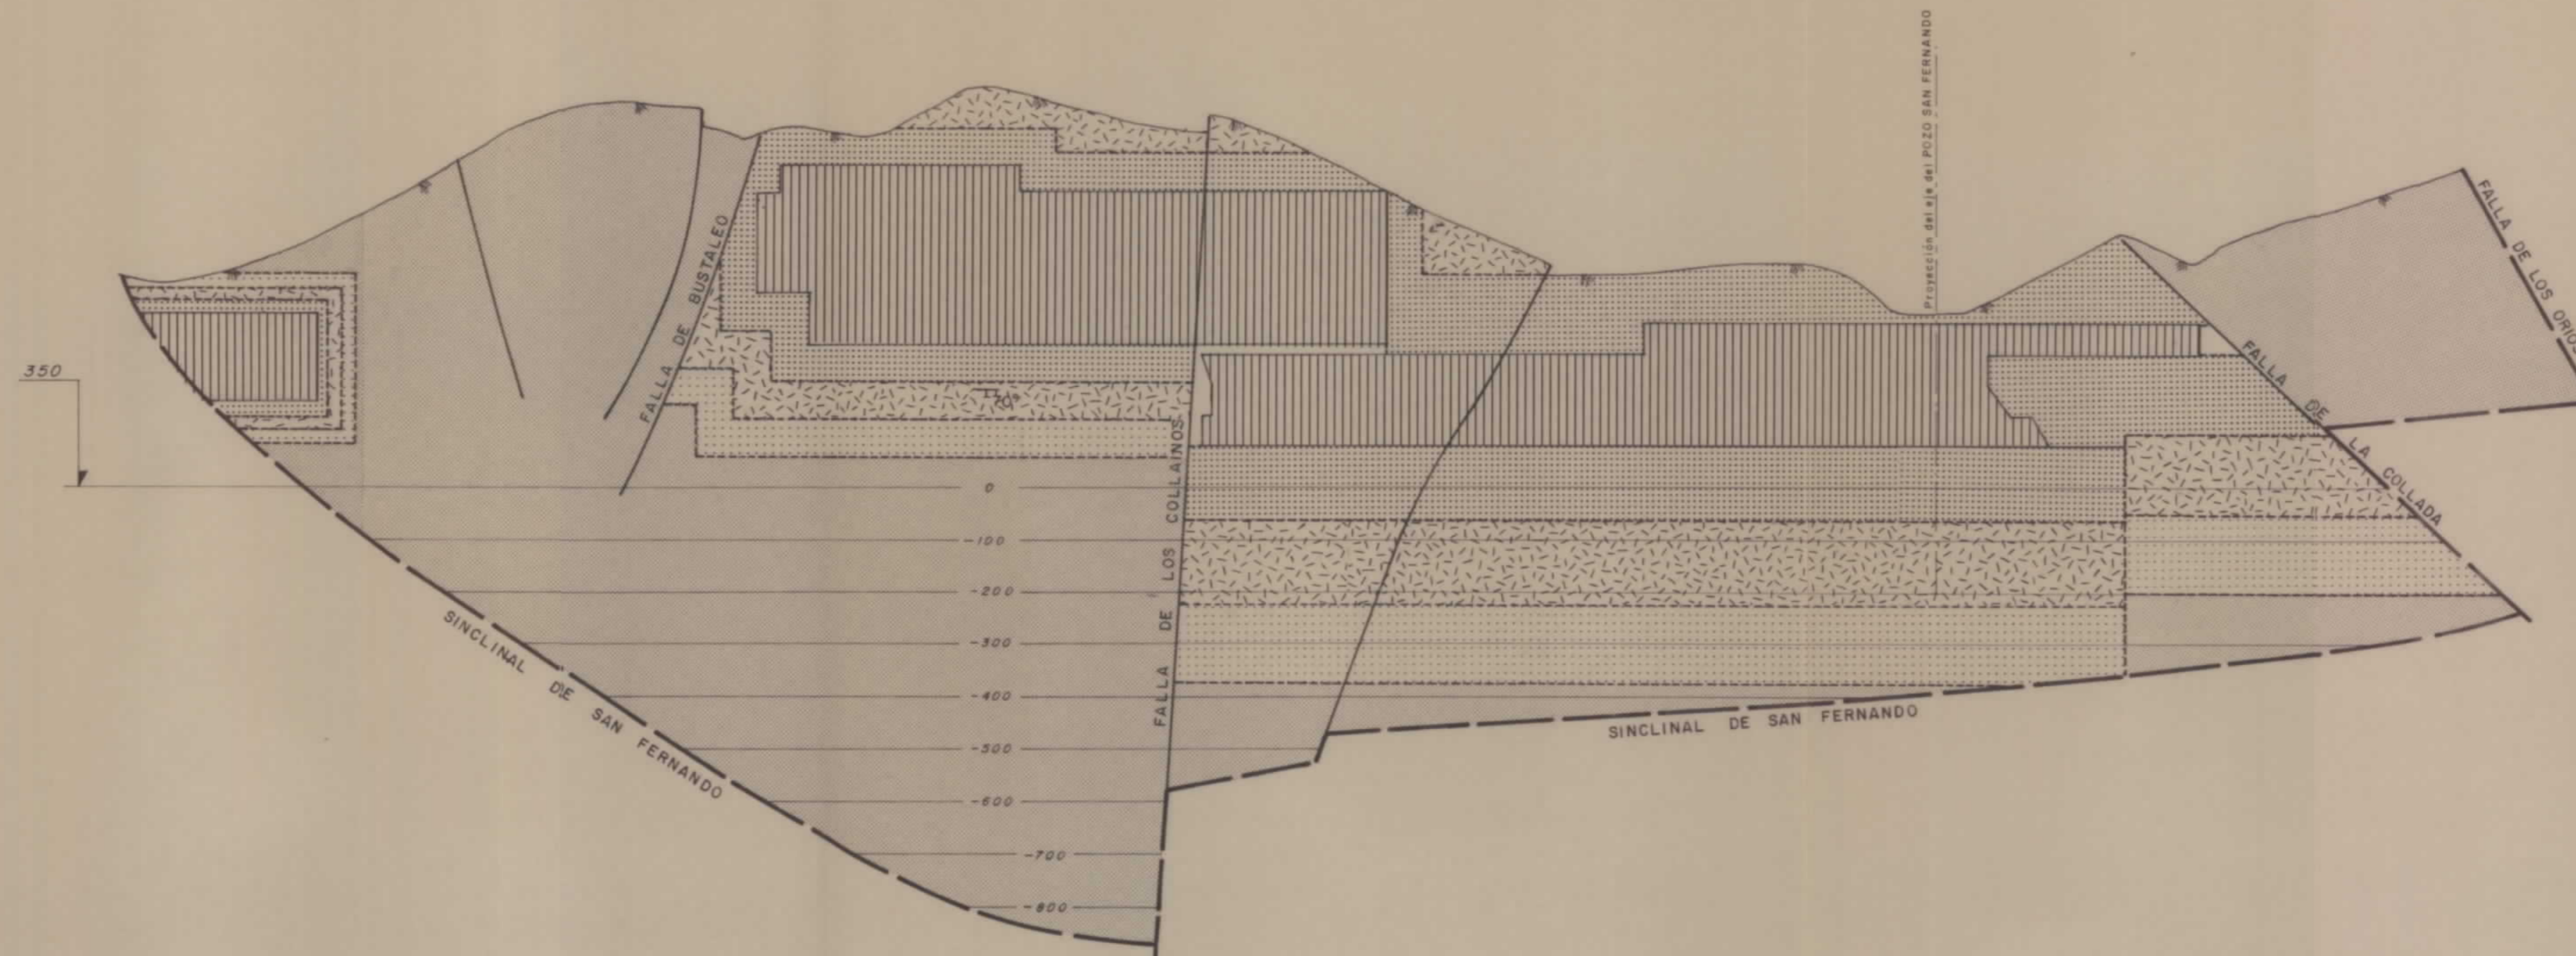 Proyección del eje del POZO SAN FERNANDO
FALLA DE BUSTALEO
FALLA DE LOS COLLAINOS
FALLA DE LA COLLADA
FALLA DE LOS ORIOS
350
0
-100
-200
-300
-400
-500
-600
-700
-800
SINCLINAL DE SAN FERNANDO
SINCLINAL DE SAN FERNANDO